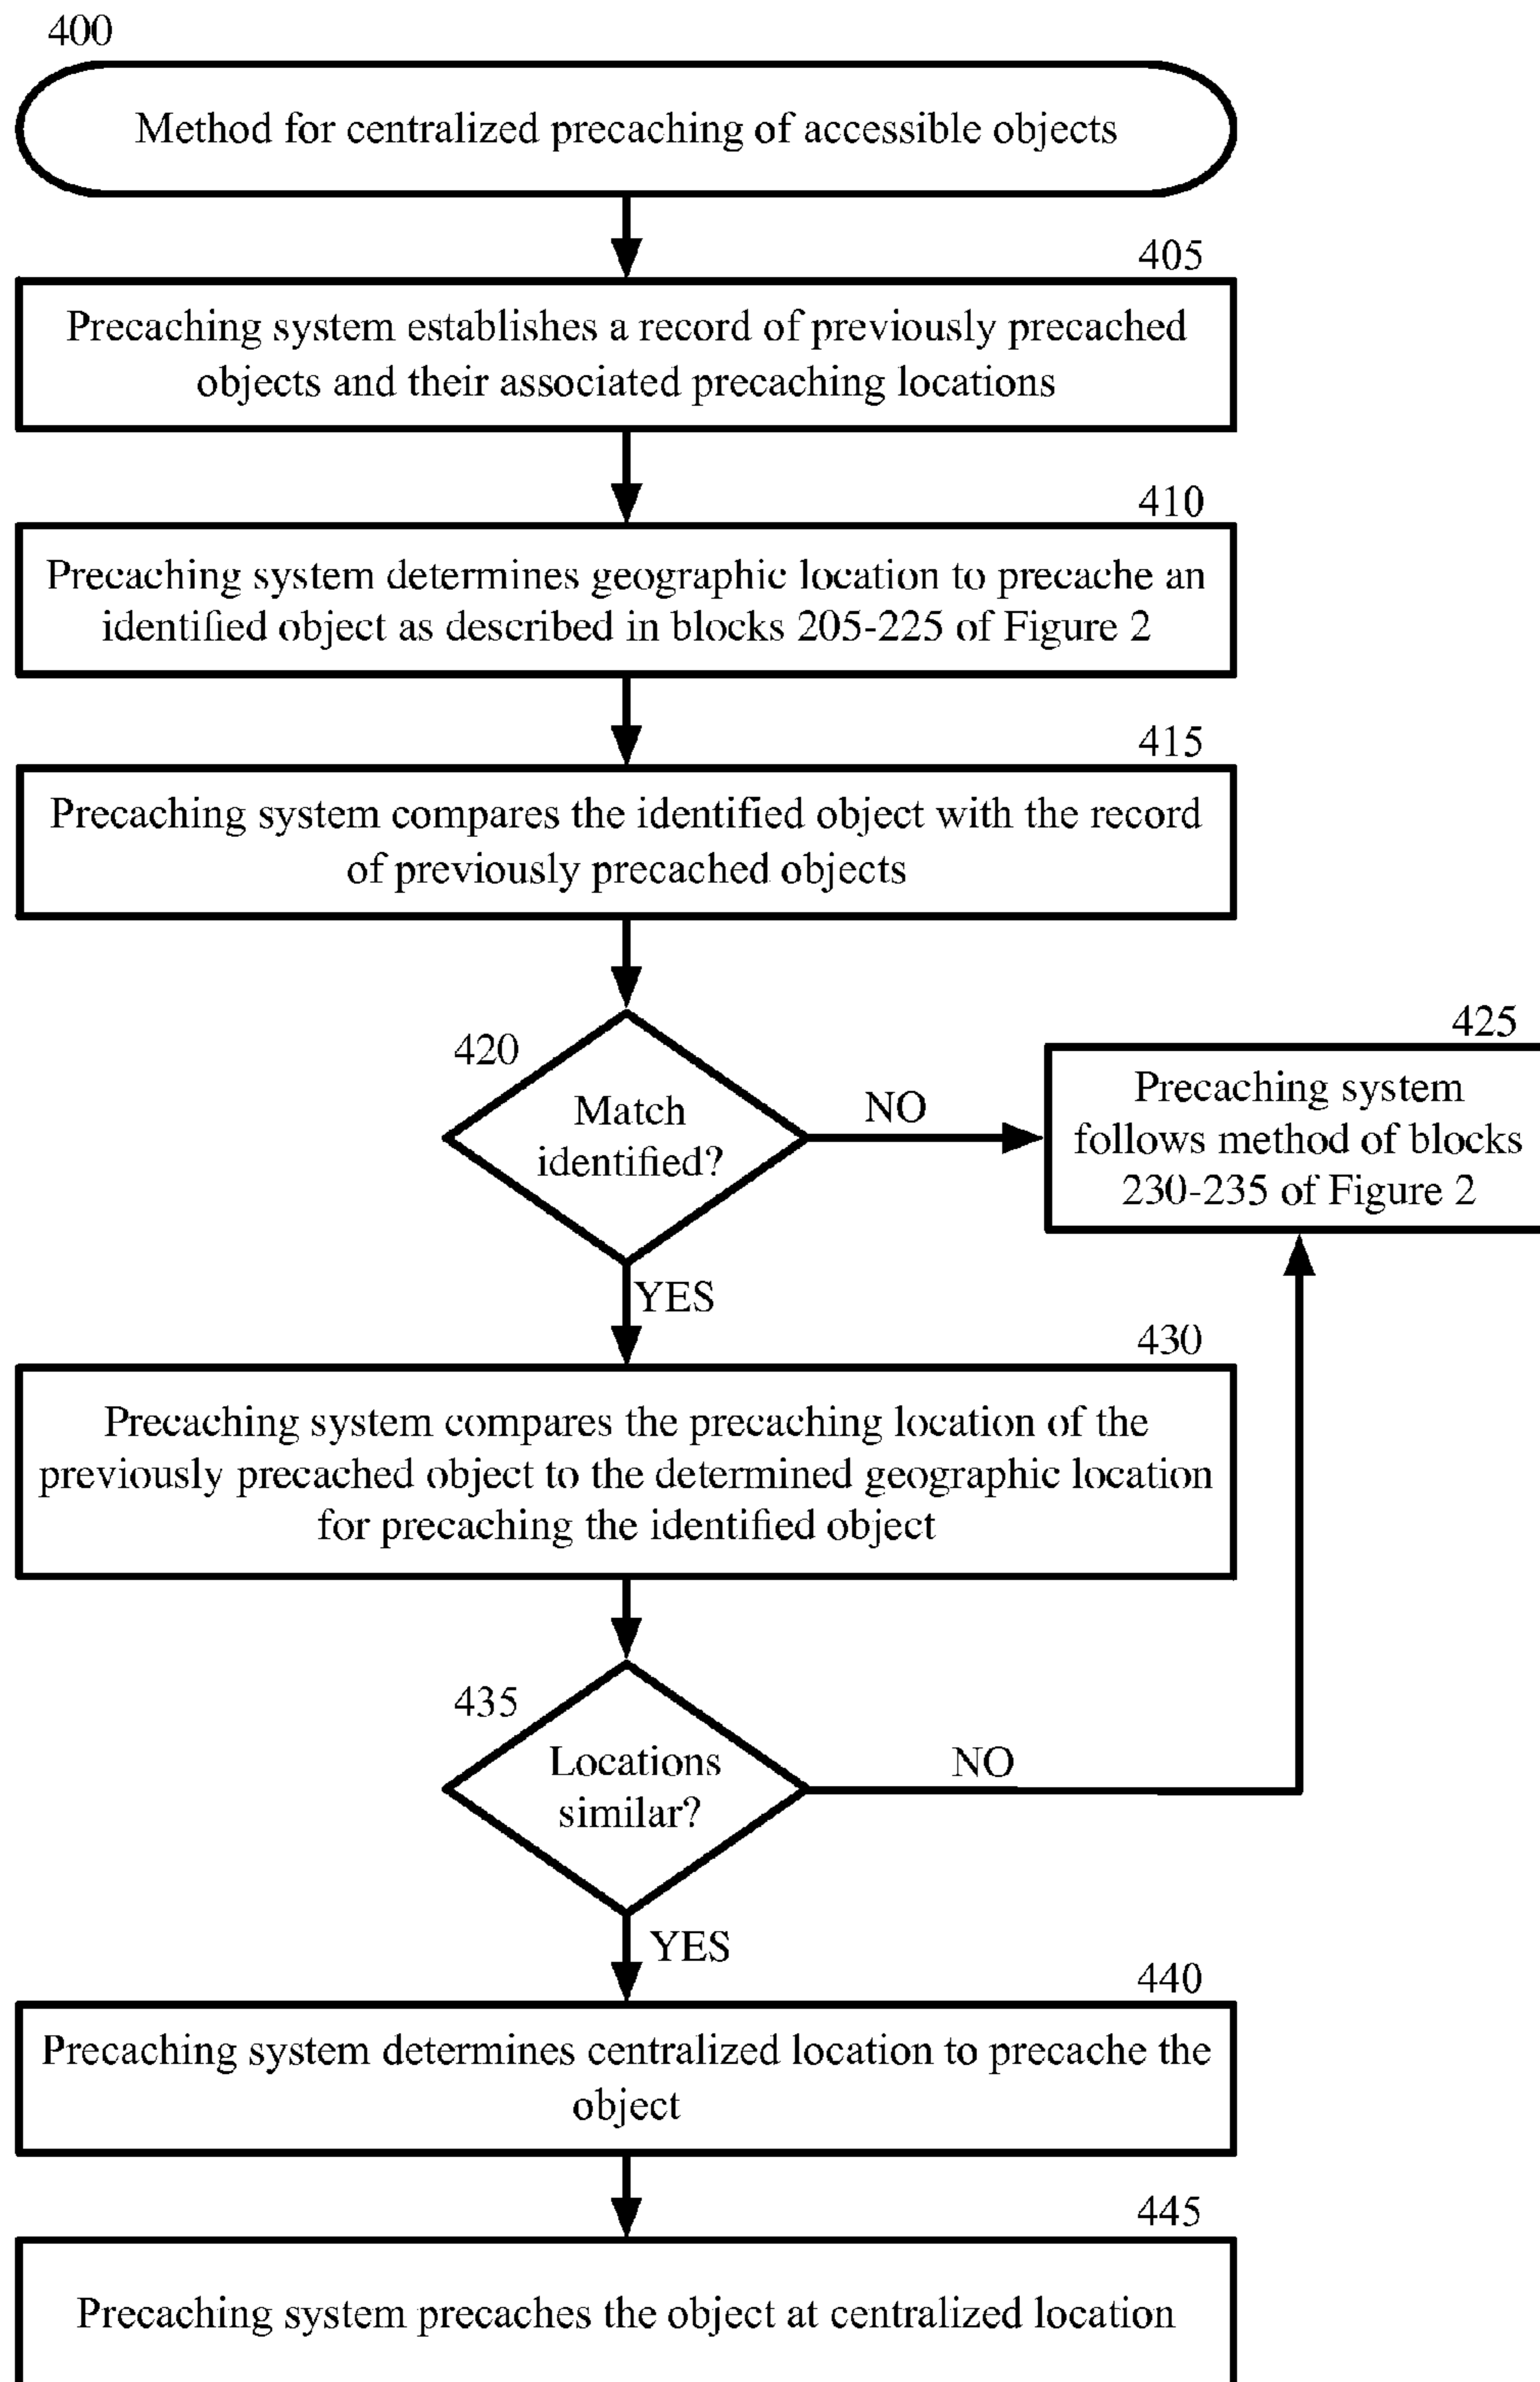 400
Method for centralized precaching of accessible objects
405
Precaching system establishes a record of previously precached
objects and their associated precaching locations
410
Precaching system determines geographic location to precache an
identified object as described in blocks 205-225 of Figure 2
415
Precaching system compares the identified object with the record
of previously precached objects
420
Match
identified?
NO
425
Precaching system
follows method of blocks
230-235 of Figure 2
YES
430
Precaching system compares the precaching location of the
previously precached object to the determined geographic location
for precaching the identified object
435
Locations
similar?
NO
YES
440
Precaching system determines centralized location to precache the
object
445
Precaching system precaches the object at centralized location